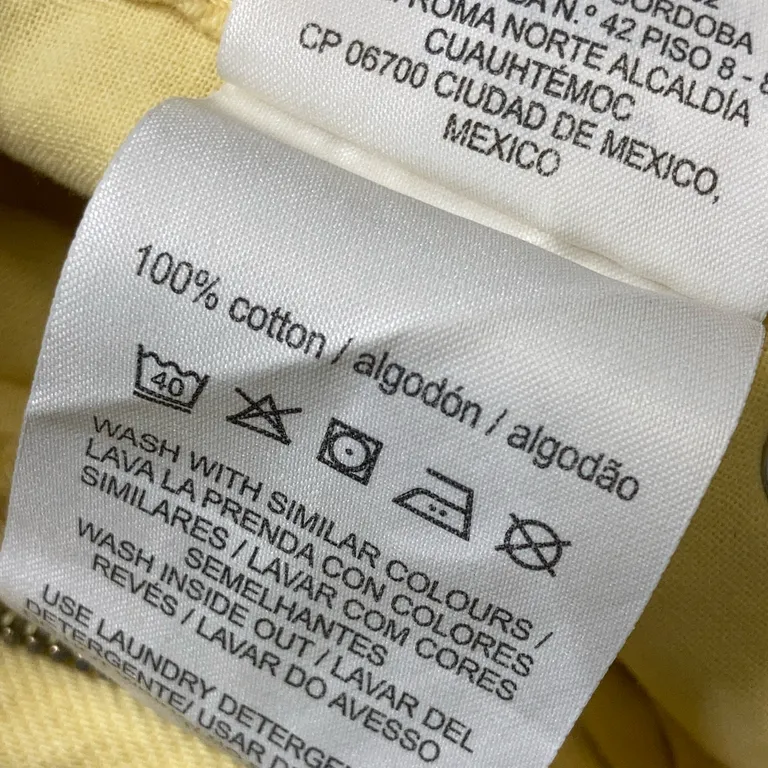 CÓRDOBA
N.º 42 PISO 8 -
ROMA NORTE ALCALDÍA
CUAUHTÉMOC
CP 06700 CIUDAD DE MEXICO,
MEXICO
100% cotton / algodón / algodão
40
WASH WITH SIMILAR COLOURS /
LAVA LA PRENDA CON COLORES
SIMILARES / LAVAR COM CORES
SEMELHANTES
WASH INSIDE OUT / LAVAR DEL
REVÉS / LAVAR DO AVESSO
USE LAUNDRY
DETERGENTE/ USAR